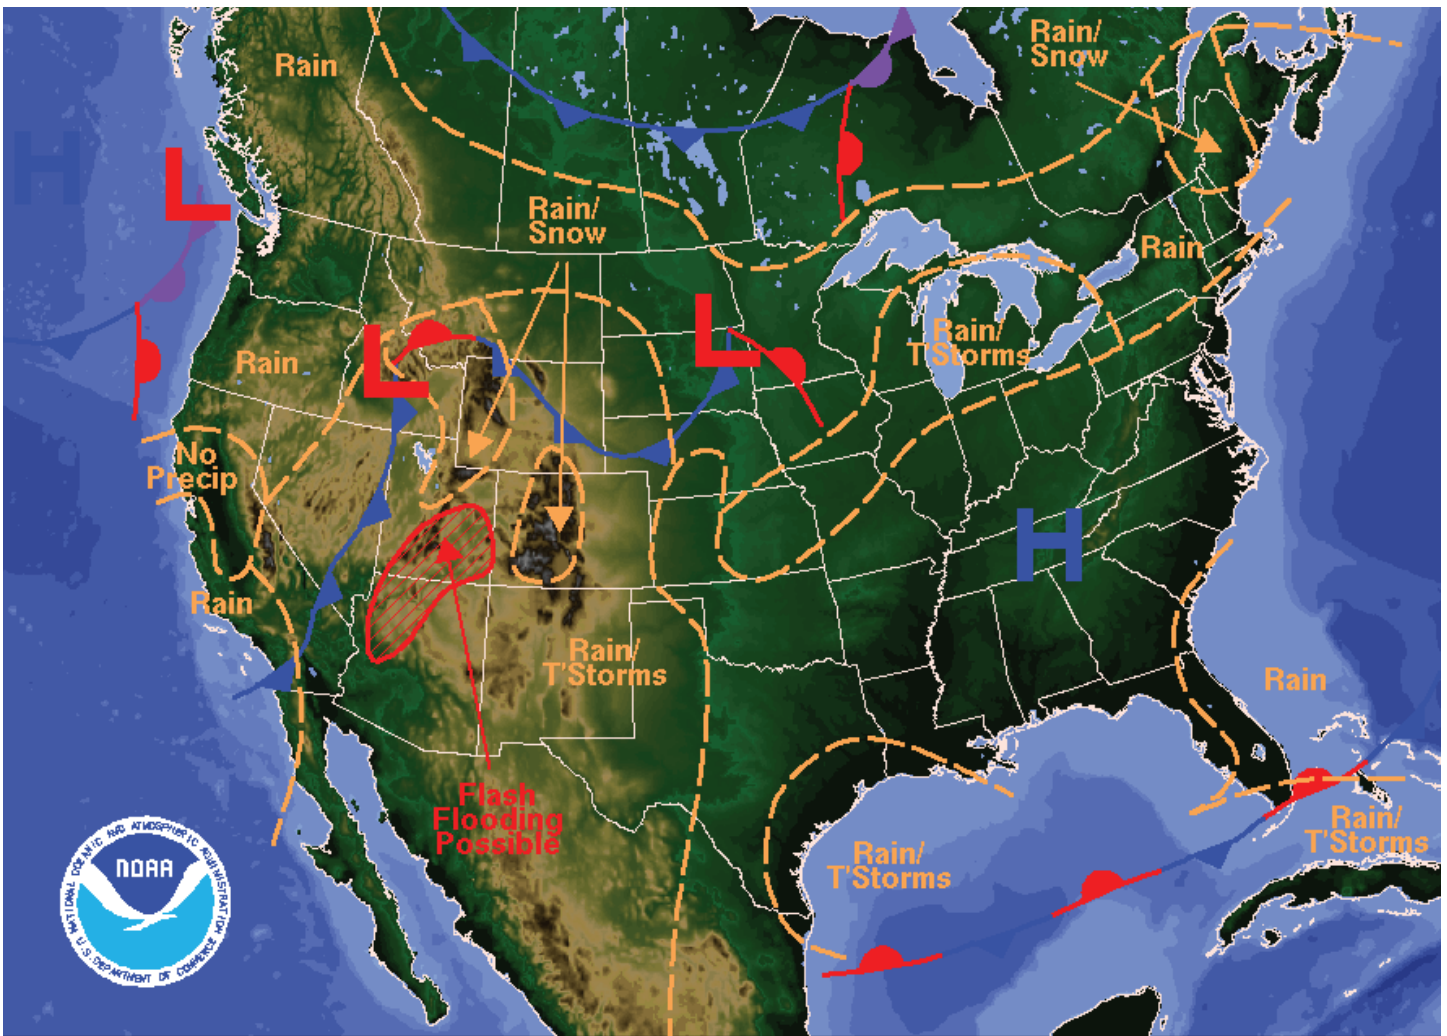 Rain/
Snow
Rain
H
L
Rain/
Snow
Rain
L
L
Rain/
T'Storms
Rain
No
Precip
H
Rain
Rain/
T'Storms
Rain
Flash
Flooding
Possible
Rain/
T'Storms
Rain/
T'Storms
NOAA
NATIONAL OCEANIC AND ATMOSPHERIC ADMINISTRATION
U.S. DEPARTMENT OF COMMERCE